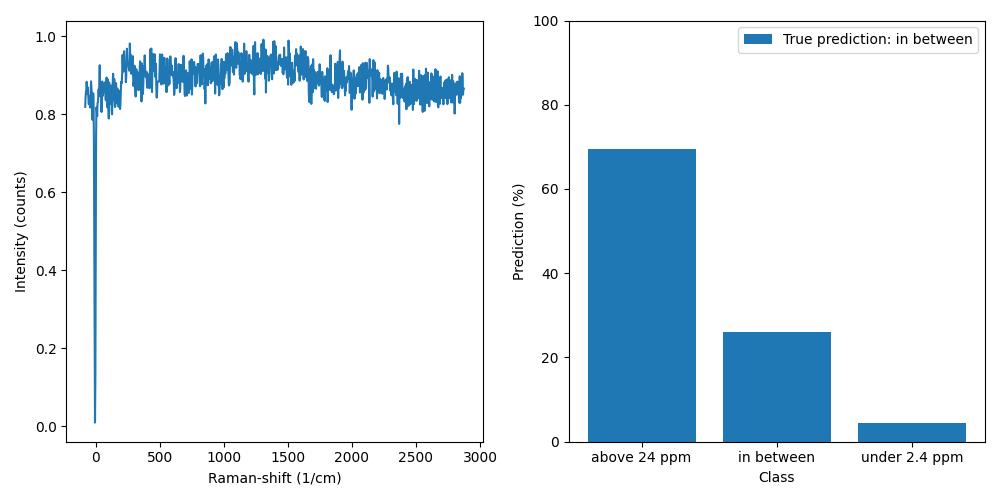 1.0
0.8
0.6
0.4
0.2
0.0
Intensity (counts)
0 500 1000 1500 2000 2500 3000
Raman-shift (1/cm)
100
80
60
40
20
0
Prediction (%)
True prediction: in between
above 24 ppm in between under 2.4 ppm
Class